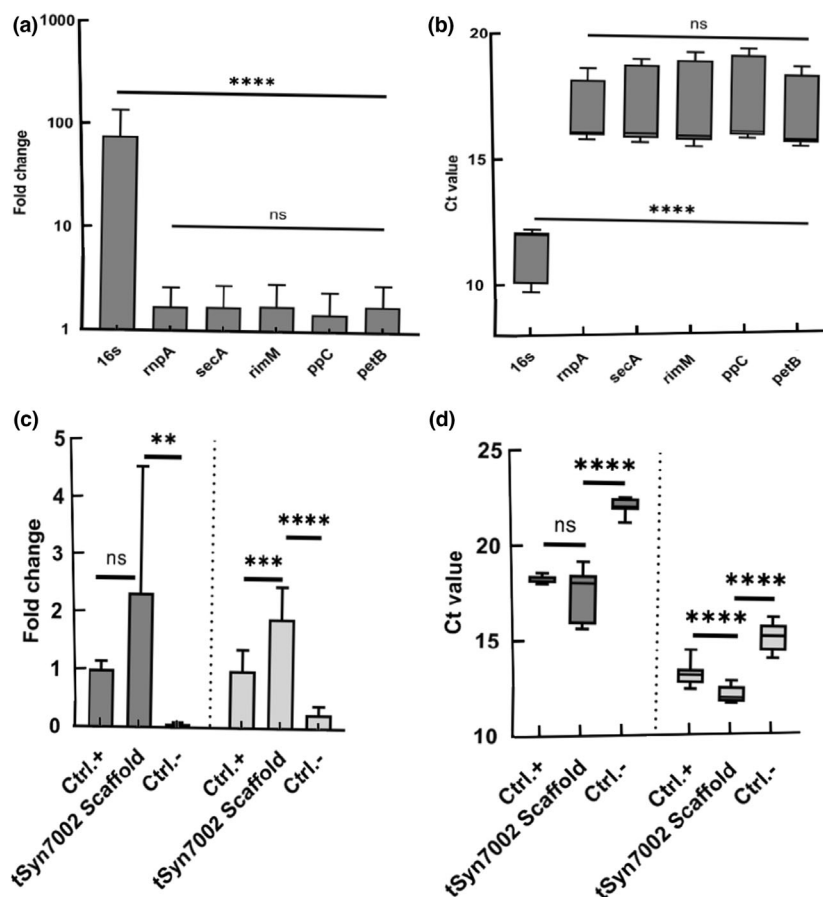 (a)
Fold change
1000
100
10
1
****
ns
16s
rnpA
secA
rimM
ppC
petB
(b)
Ct value
20
15
10
ns
****
16s
rnpA
secA
rimM
ppC
petB
(c)
Fold change
5
4
3
2
1
0
**
ns
****
***
Ctrl.+
tSyn7002 Scaffold
Ctrl.-
Ctrl.+
tSyn7002 Scaffold
Ctrl.-
(d)
Ct value
25
20
15
10
****
ns
****
****
Ctrl.+
tSyn7002 Scaffold
Ctrl.-
Ctrl.+
tSyn7002 Scaffold
Ctrl.-